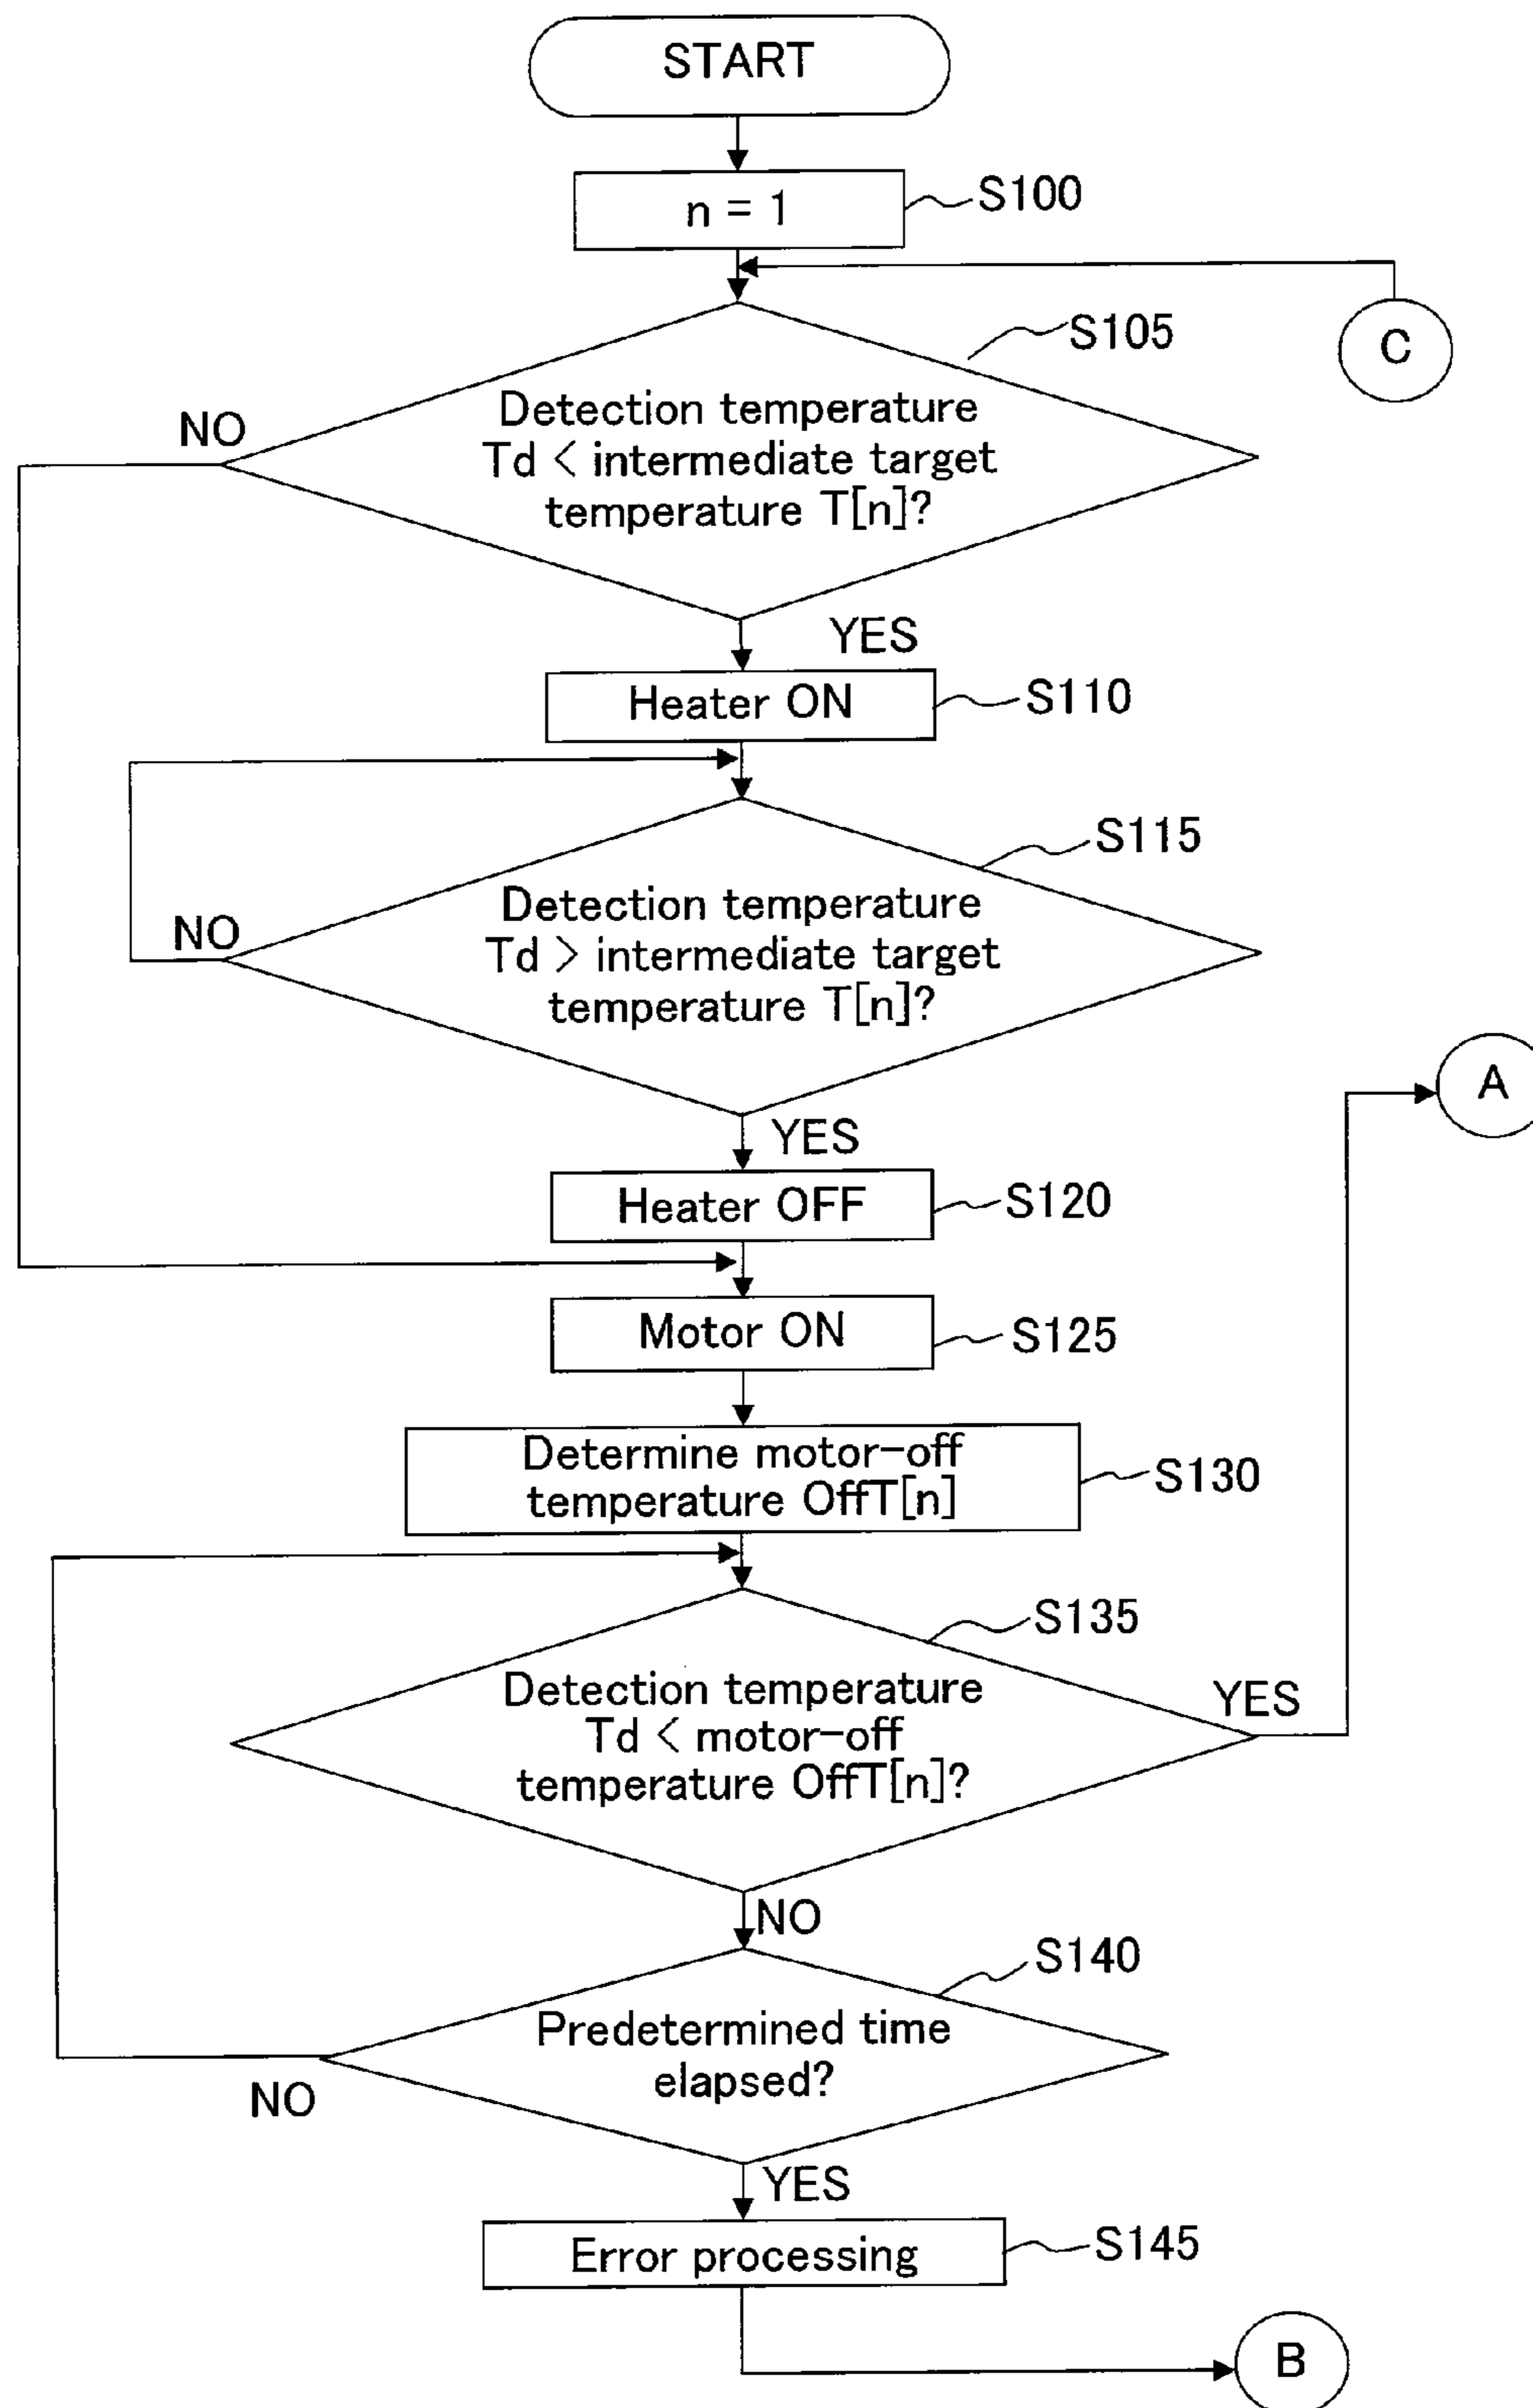 START
n = 1
S100
C
S105
Detection temperature
Td < intermediate target
temperature T[n]?
NO
YES
Heater ON
S110
S115
Detection temperature
Td > intermediate target
temperature T[n]?
NO
A
YES
Heater OFF
S120
Motor ON
S125
Determine motor-off
temperature OffT[n]
S130
S135
Detection temperature
Td < motor-off
temperature OffT[n]?
YES
NO
S140
Predetermined time
elapsed?
NO
YES
Error processing
S145
B